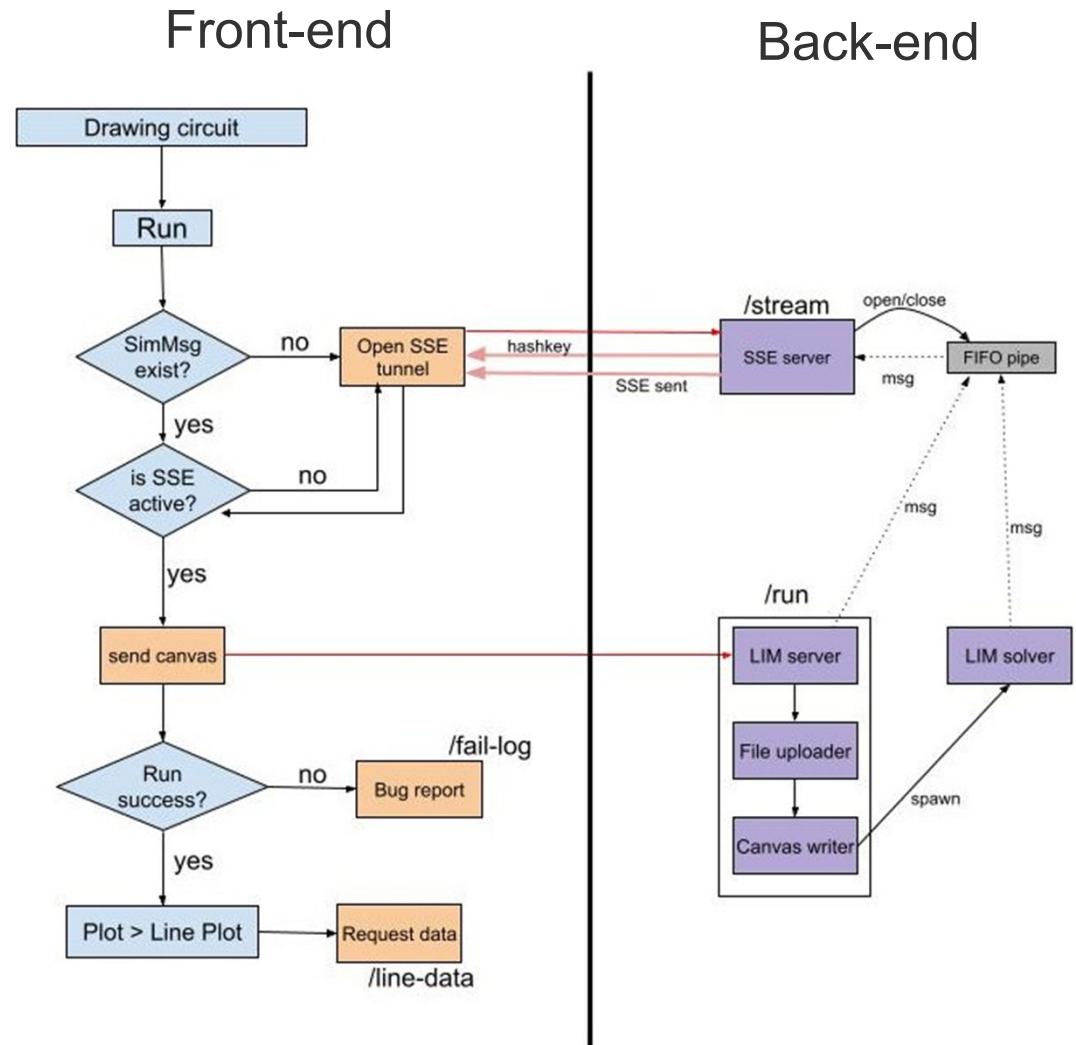 Front-end
Back-end
Drawing circuit
Run
SimMsg
exist?
no
Open SSE
tunnel
hashkey
SSE sent
/stream
SSE server
open/close
FIFO pipe
msg
yes
is SSE
active?
no
yes
msg
msg
send canvas
/run
LIM server
LIM solver
File uploader
Canvas writer
spawn
Run
success?
no
/fail-log
Bug report
yes
Plot > Line Plot
Request data
/line-data